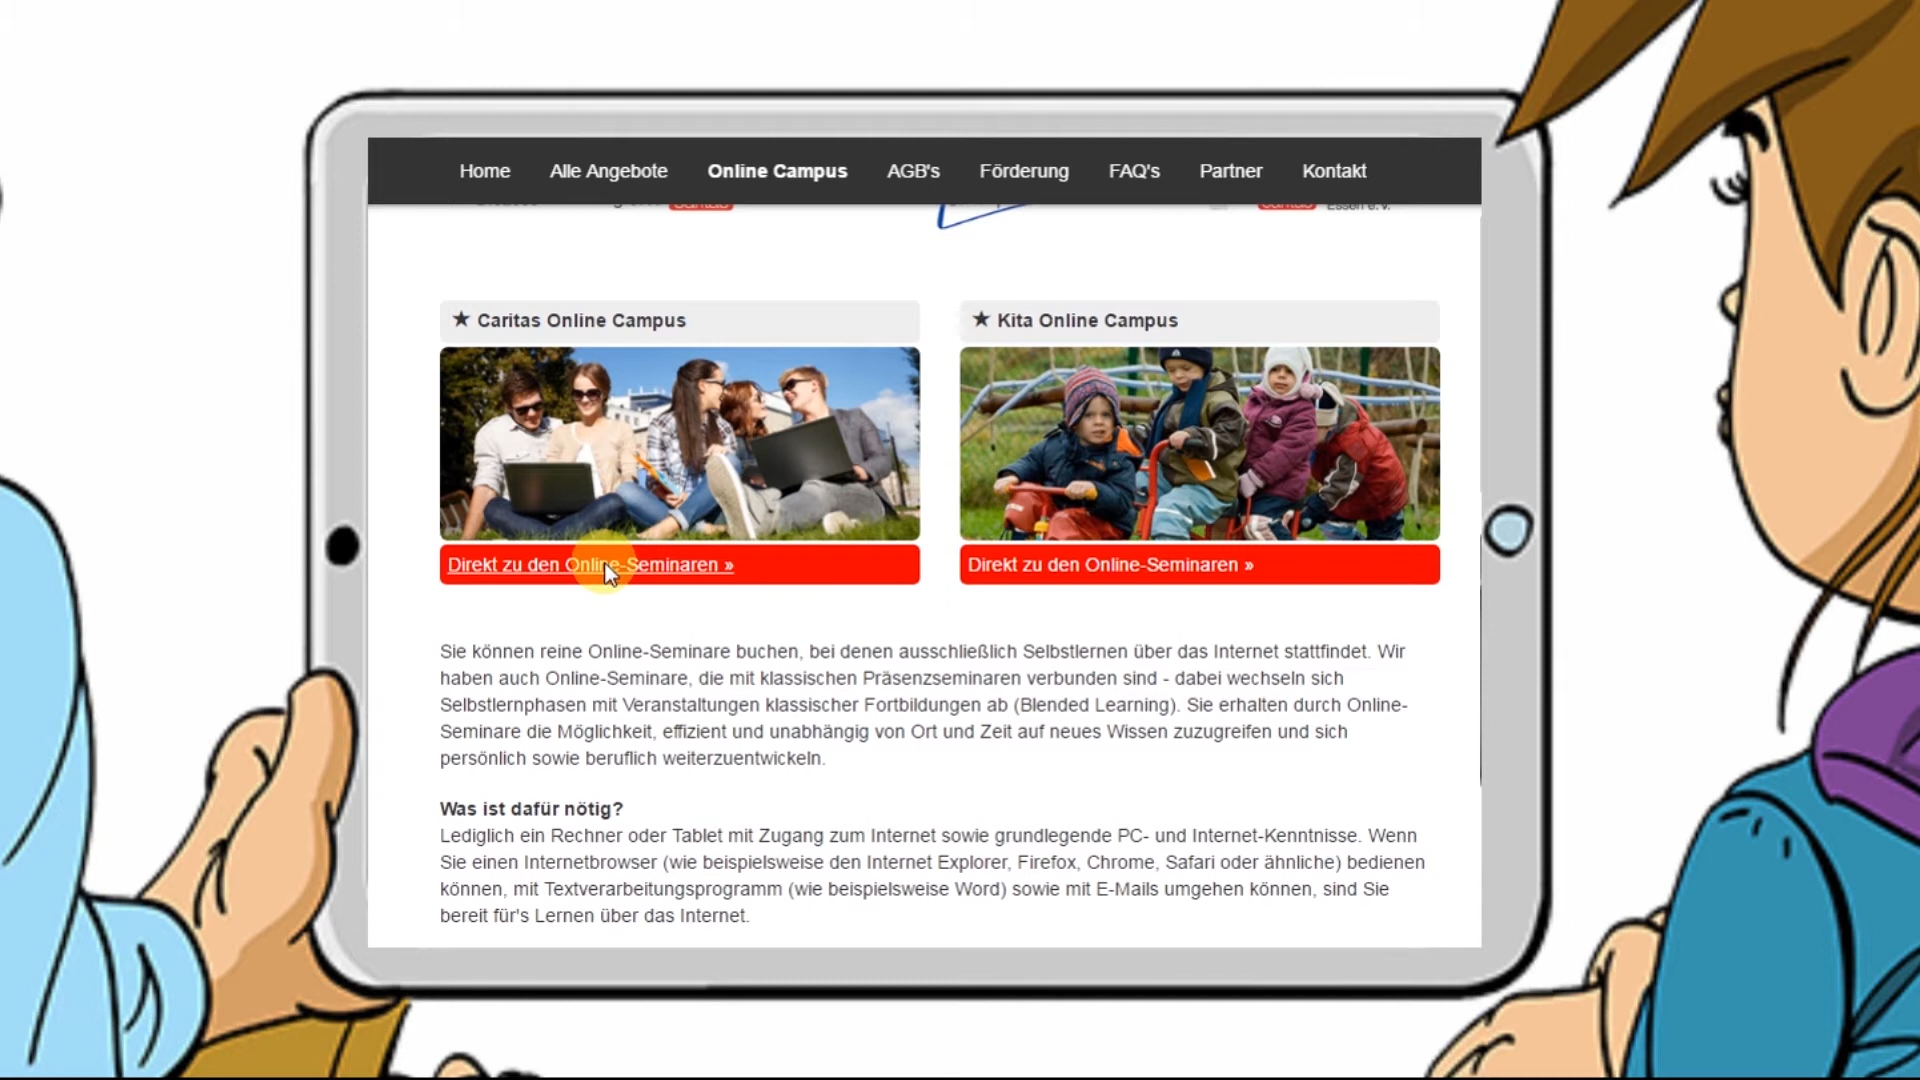 Home Alle Angebote Online Campus AGB's Förderung FAQ's Partner Kontakt
Essen e.V.
★ Caritas Online Campus
★ Kita Online Campus
Direkt zu den Online-Seminaren »
Direkt zu den Online-Seminaren »
Sie können reine Online-Seminare buchen, bei denen ausschließlich Selbstlernen über das Internet stattfindet. Wir
haben auch Online-Seminare, die mit klassischen Präsenzseminaren verbunden sind - dabei wechseln sich
Selbstlernphasen mit Veranstaltungen klassischer Fortbildungen ab (Blended Learning). Sie erhalten durch Online-
Seminare die Möglichkeit, effizient und unabhängig von Ort und Zeit auf neues Wissen zuzugreifen und sich
persönlich sowie beruflich weiterzuentwickeln.
Was ist dafür nötig?
Lediglich ein Rechner oder Tablet mit Zugang zum Internet sowie grundlegende PC- und Internet-Kenntnisse. Wenn
Sie einen Internetbrowser (wie beispielsweise den Internet Explorer, Firefox, Chrome, Safari oder ähnliche) bedienen
können, mit Textverarbeitungsprogramm (wie beispielsweise Word) sowie mit E-Mails umgehen können, sind Sie
bereit für's Lernen über das Internet.